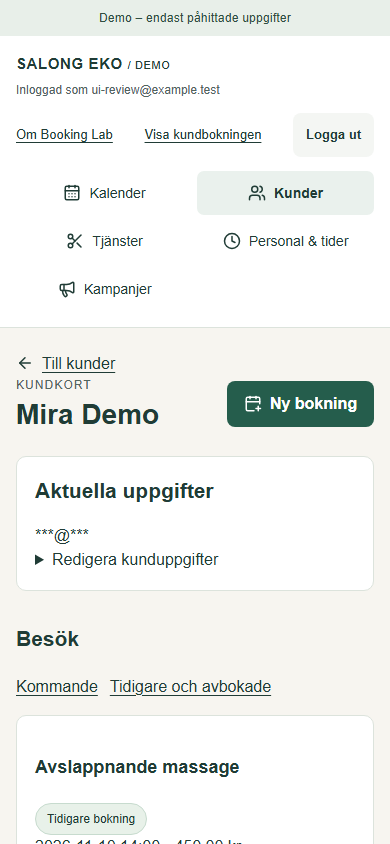 Demo – endast påhittade uppgifter
SALONG EKO / DEMO
Inloggad som ui-review@example.test
Om Booking Lab
Visa kundbokningen
Logga ut
Kalender
Kunder
Tjänster
Personal & tider
Kampanjer
Till kunder
KUNDKORT
Mira Demo
Ny bokning
Aktuella uppgifter
***@***
Redigera kunduppgifter
Besök
Kommande
Tidigare och avbokade
Avslappnande massage
Tidigare bokning